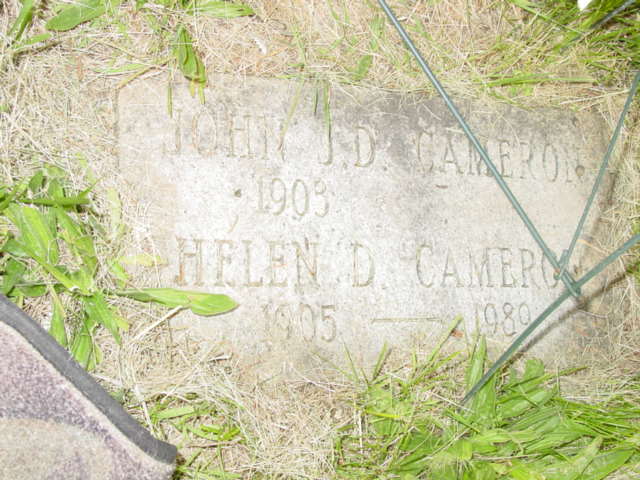 JOHN J.D. CAMERON
1903
HELEN D. CAMERON
1905 — 1989